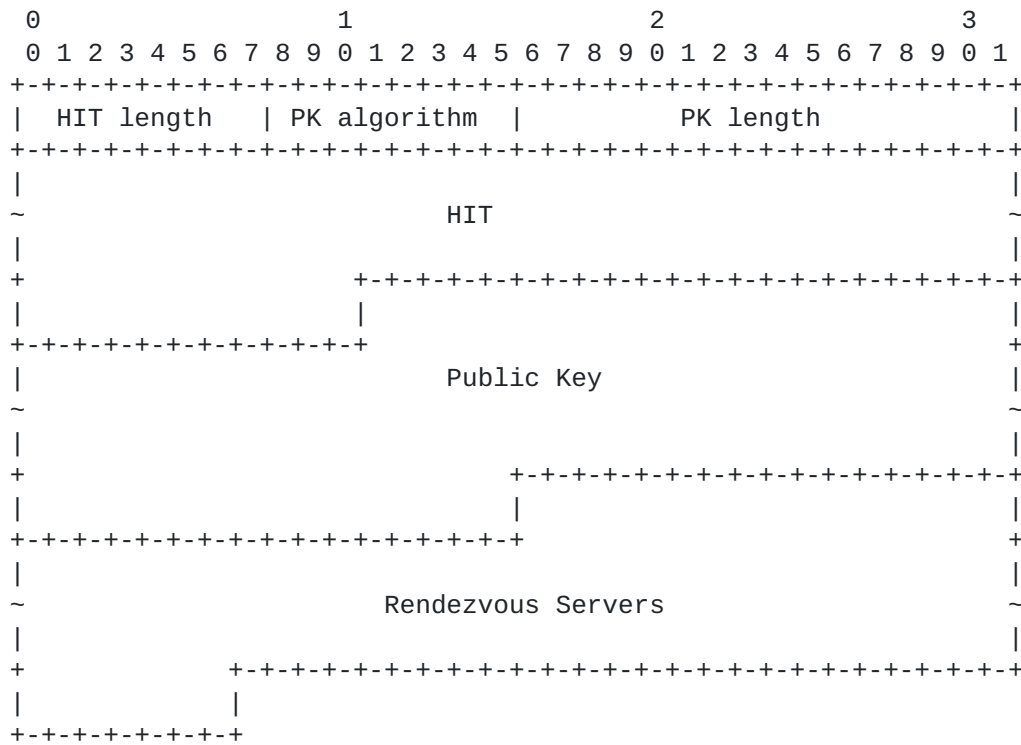 0                   1                   2                   3
0 1 2 3 4 5 6 7 8 9 0 1 2 3 4 5 6 7 8 9 0 1 2 3 4 5 6 7 8 9 0 1
+-+-+-+-+-+-+-+-+-+-+-+-+-+-+-+-+-+-+-+-+-+-+-+-+-+-+-+-+-+-+-+-+
|  HIT length   | PK algorithm  |          PK length            |
+-+-+-+-+-+-+-+-+-+-+-+-+-+-+-+-+-+-+-+-+-+-+-+-+-+-+-+-+-+-+-+-+
|                                                               |
~                           HIT                                 ~
|                                                               |
+                     +-+-+-+-+-+-+-+-+-+-+-+-+-+-+-+-+-+-+-+-+-+
|                     |                                         |
+-+-+-+-+-+-+-+-+-+-+-+                                         +
|                           Public Key                          |
~                                                               ~
|                                                               |
+                               +-+-+-+-+-+-+-+-+-+-+-+-+-+-+-+-+
|                               |                               |
+-+-+-+-+-+-+-+-+-+-+-+-+-+-+-+-+                               +
|                                                               |
~                       Rendezvous Servers                      ~
|                                                               |
+             +-+-+-+-+-+-+-+-+-+-+-+-+-+-+-+-+-+-+-+-+-+-+-+-+-+
|             |
+-+-+-+-+-+-+-+